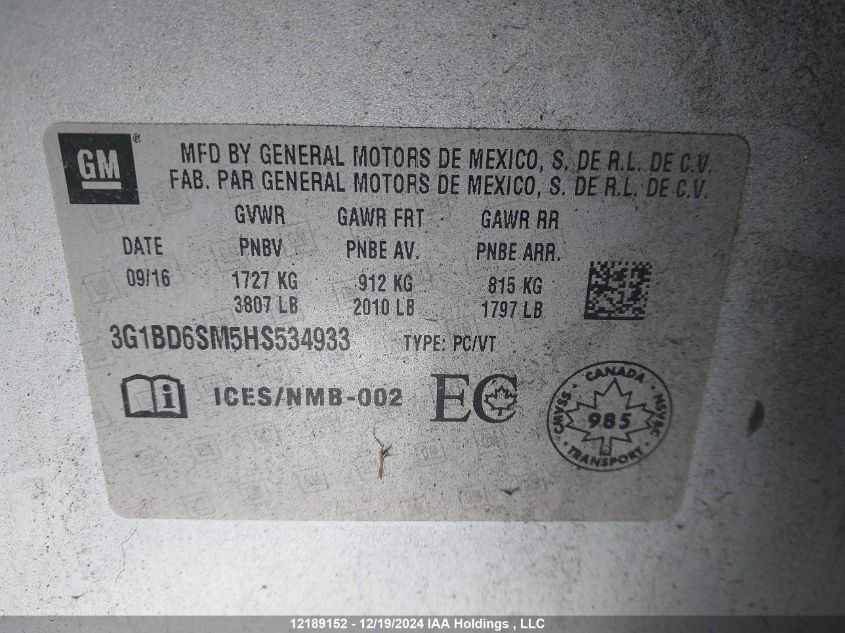 GM ®
MFD BY GENERAL MOTORS DE MEXICO, S. DE R.L. DE C.V.
FAB. PAR GENERAL MOTORS DE MEXICO, S. DE R.L. DE C.V.
GVWR GAWR FRT GAWR RR
DATE PNBV PNBE AV. PNBE ARR.
09/16 1727 KG 912 KG 815 KG
3807 LB 2010 LB 1797 LB
3G1BD6SM5HS534933 TYPE: PC/VT
i ICES/NMB-002 EC
CANADA
CMVSS 985 NSVAC
TRANSPORT
12189152 - 12/19/2024 IAA Holdings , LLC